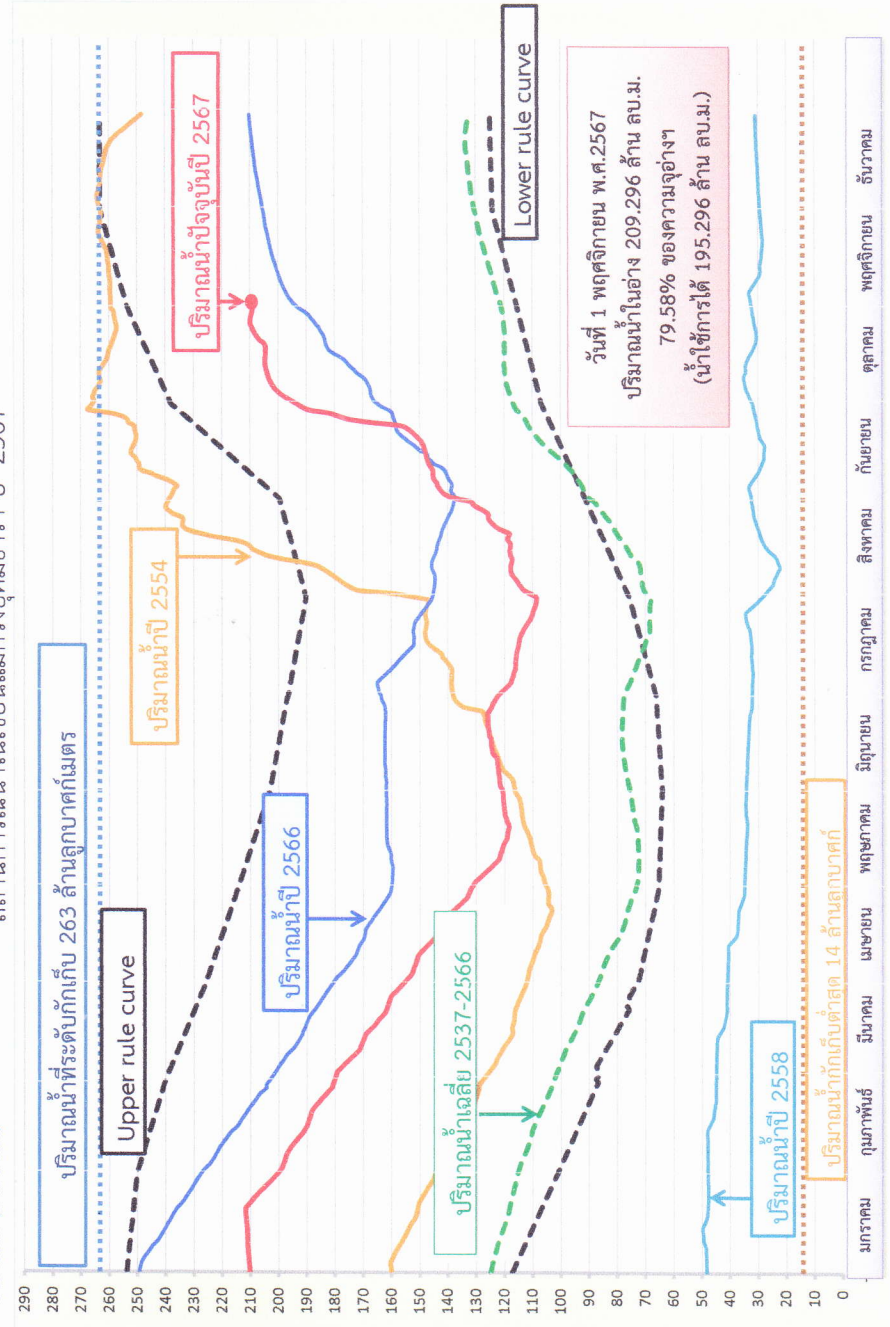 ปริมาณน้ำที่ระดับกักเก็บ 263 ล้านลูกบาศก์เมตร
Upper rule curve
ปริมาณน้ำปี 2554
ปริมาณน้ำปัจจุบันปี 2567
ปริมาณน้ำปี 2566
ปริมาณน้ำเฉลี่ย 2537-2566
Lower rule curve
วันที่ 1 พฤศจิกายน พ.ศ.2567
ปริมาณน้ำในอ่าง 209.296 ล้าน ลบ.ม.
79.58% ของความจุอ่างฯ
(น้ำใช้การได้ 195.296 ล้าน ลบ.ม.)
ปริมาณน้ำปี 2558
ปริมาณน้ำกักเก็บต่ำสุด 14 ล้านลูกบาศก์
290
280
270
260
250
240
230
220
210
200
190
180
170
160
150
140
130
120
110
100
90
80
70
60
50
40
30
20
10
0
-
มกราคม กุมภาพันธ์ มีนาคม เมษายน พฤษภาคม มิถุนายน กรกฎาคม สิงหาคม กันยายน ตุลาคม พฤศจิกายน ธันวาคม